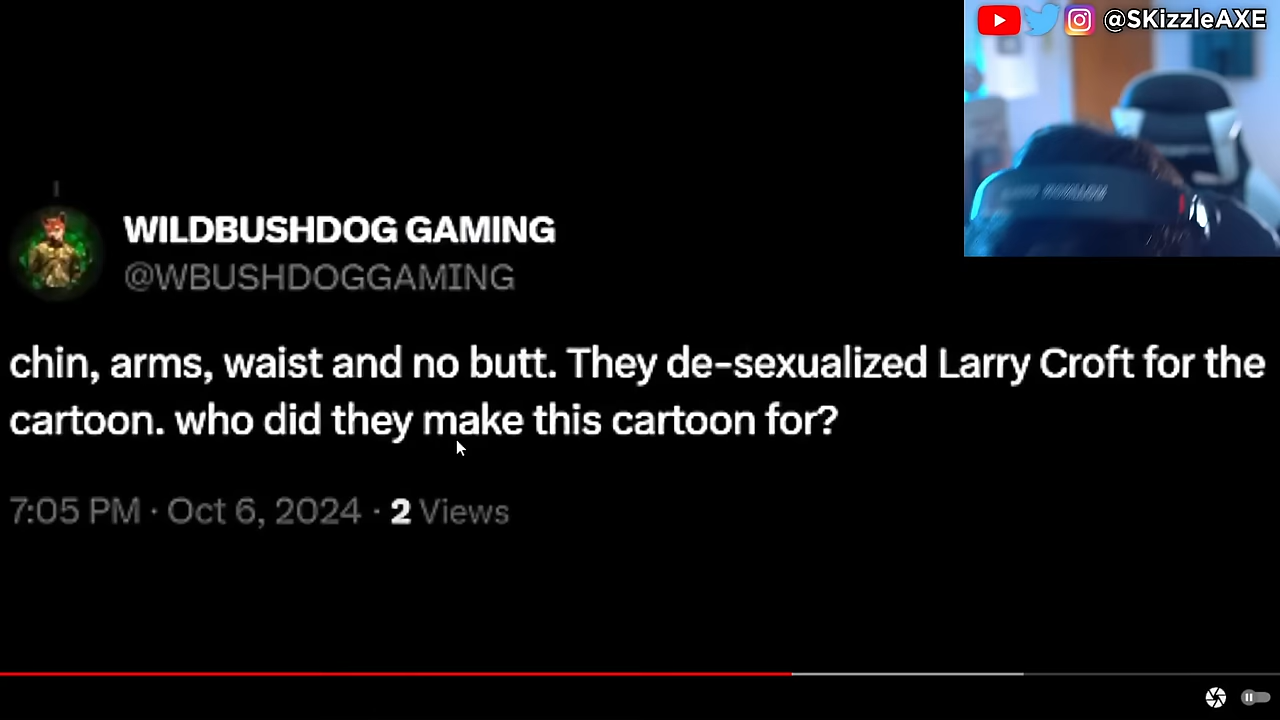 @SKizzleAXE
WILDBUSHDOG GAMING
@WBUSHDOGGAMING
chin, arms, waist and no butt. They de-sexualized Larry Croft for the
cartoon. who did they make this cartoon for?
7:05 PM · Oct 6, 2024 · 2 Views